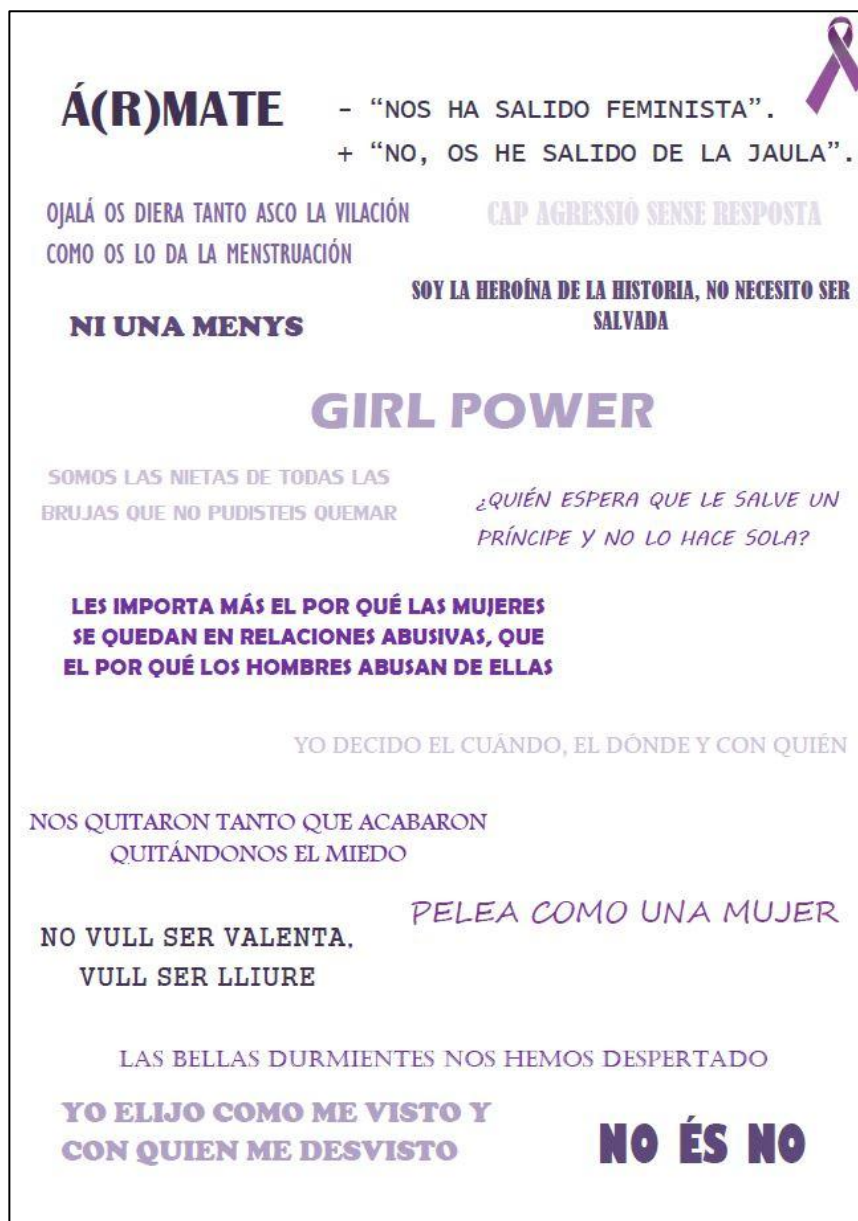 Á(R)MATE
- “NOS HA SALIDO FEMINISTA”.
+ “NO, OS HE SALIDO DE LA JAULA”.
OJALÁ OS DIERA TANTO ASCO LA VILACIÓN
COMO OS LO DA LA MENSTRUACIÓN
CAP AGRESSIÓ SENSE RESPOSTA
SOY LA HEROÍNA DE LA HISTORIA, NO NECESITO SER
SALVADA
NI UNA MENYS
GIRL POWER
SOMOS LAS NIETAS DE TODAS LAS
BRUJAS QUE NO PUDISTEIS QUEMAR
¿QUIÉN ESPERA QUE LE SALVE UN
PRÍNCIPE Y NO LO HACE SOLA?
LES IMPORTA MÁS EL POR QUÉ LAS MUJERES
SE QUEDAN EN RELACIONES ABUSIVAS, QUE
EL POR QUÉ LOS HOMBRES ABUSAN DE ELLAS
YO DECIDO EL CUÁNDO, EL DÓNDE Y CON QUIÉN
NOS QUITARON TANTO QUE ACABARON
QUITÁNDONOS EL MIEDO
PELEA COMO UNA MUJER
NO VULL SER VALENTA,
VULL SER LLIURE
LAS BELLAS DURMIENTES NOS HEMOS DESPERTADO
YO ELIJO COMO ME VISTO Y
CON QUIEN ME DESVISTO
NO ÉS NO